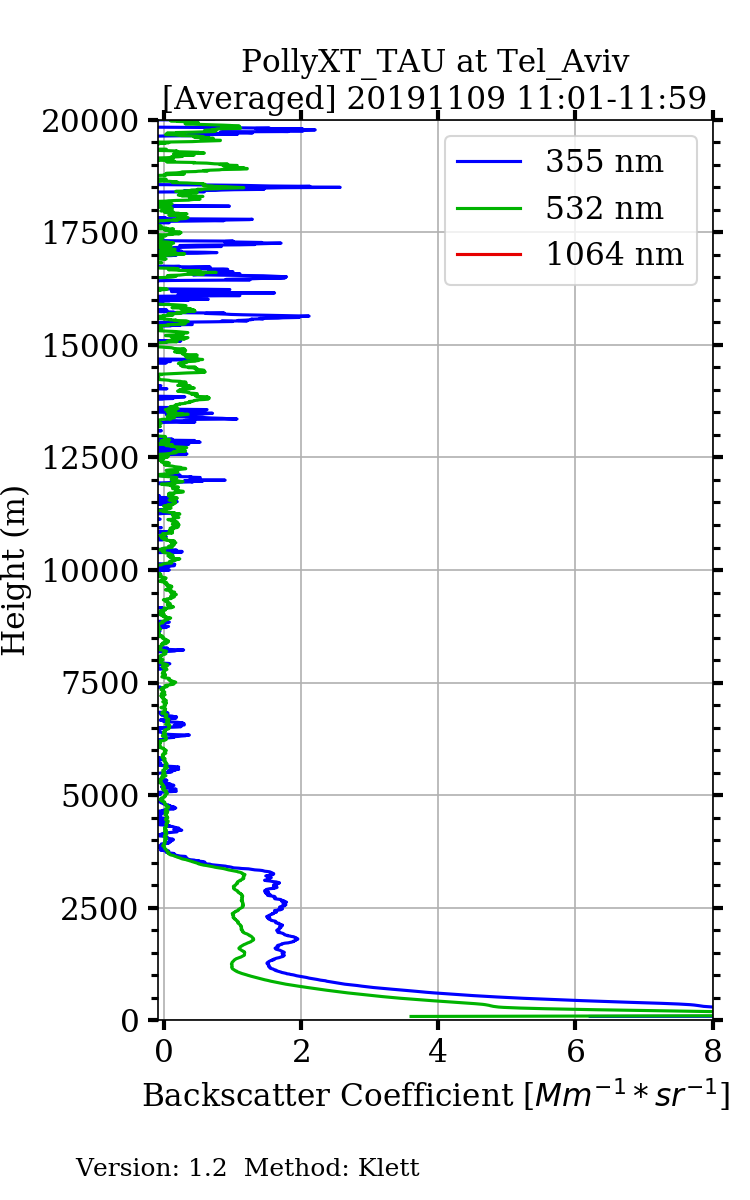 PollyXT_TAU at Tel_Aviv
[Averaged] 20191109 11:01-11:59
20000
17500
15000
12500
10000
7500
5000
2500
0
Height (m)
355 nm
532 nm
1064 nm
0 2 4 6 8
Backscatter Coefficient [Mm⁻¹ * sr⁻¹]
Version: 1.2  Method: Klett